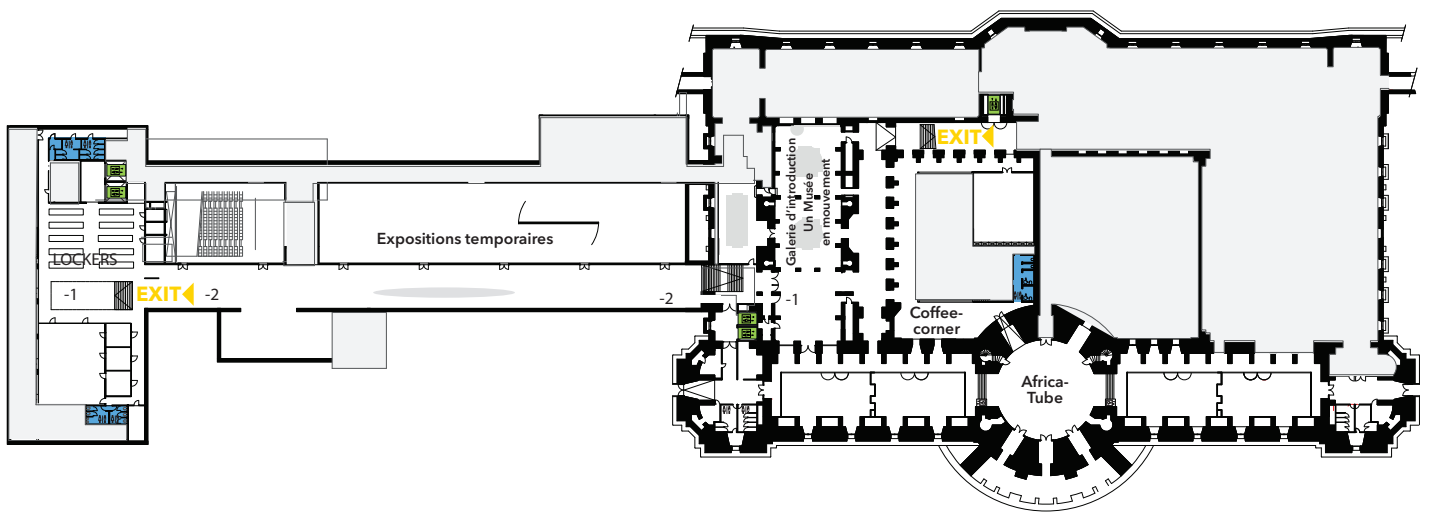 EXIT
Galerie d'introduction
Un Musée
en mouvement
Expositions temporaires
LOCKERS
-1
EXIT
-2
-2
-1
Coffee-
corner
Africa-
Tube